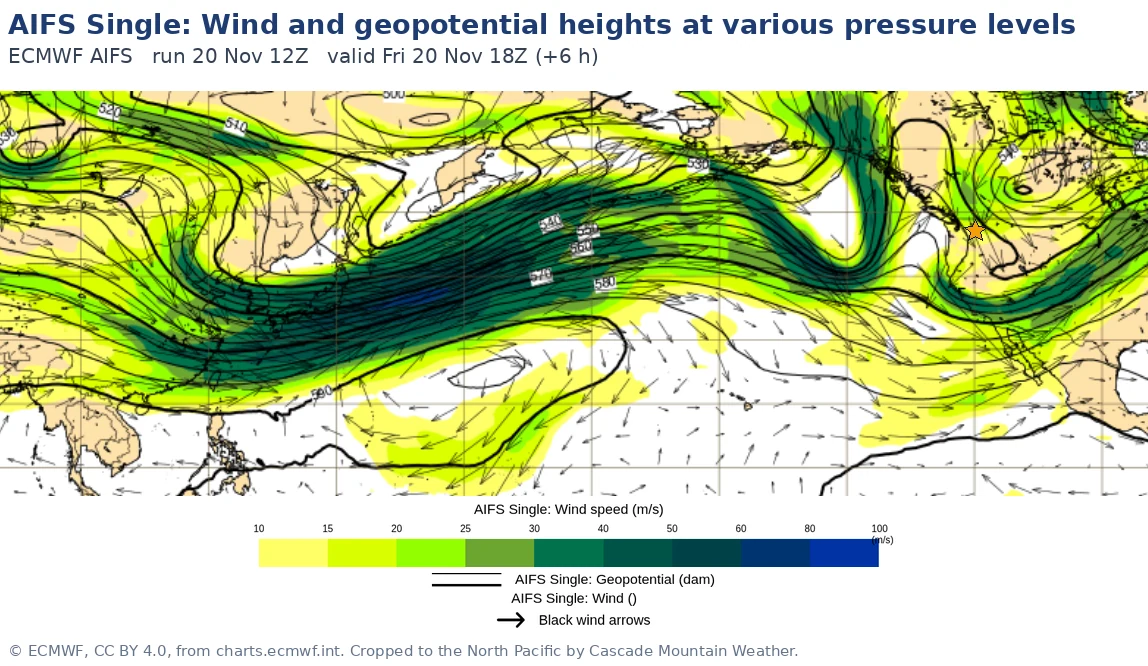 AIFS Single: Wind and geopotential heights at various pressure levels
ECMWF AIFS run 20 Nov 12Z valid Fri 20 Nov 18Z (+6 h)
500
520
510
530
540
540
550
560
570
580
590
AIFS Single: Wind speed (m/s)
10 15 20 25 30 40 50 60 80 100
(m/s)
AIFS Single: Geopotential (dam)
AIFS Single: Wind ()
Black wind arrows
© ECMWF, CC BY 4.0, from charts.ecmwf.int. Cropped to the North Pacific by Cascade Mountain Weather.